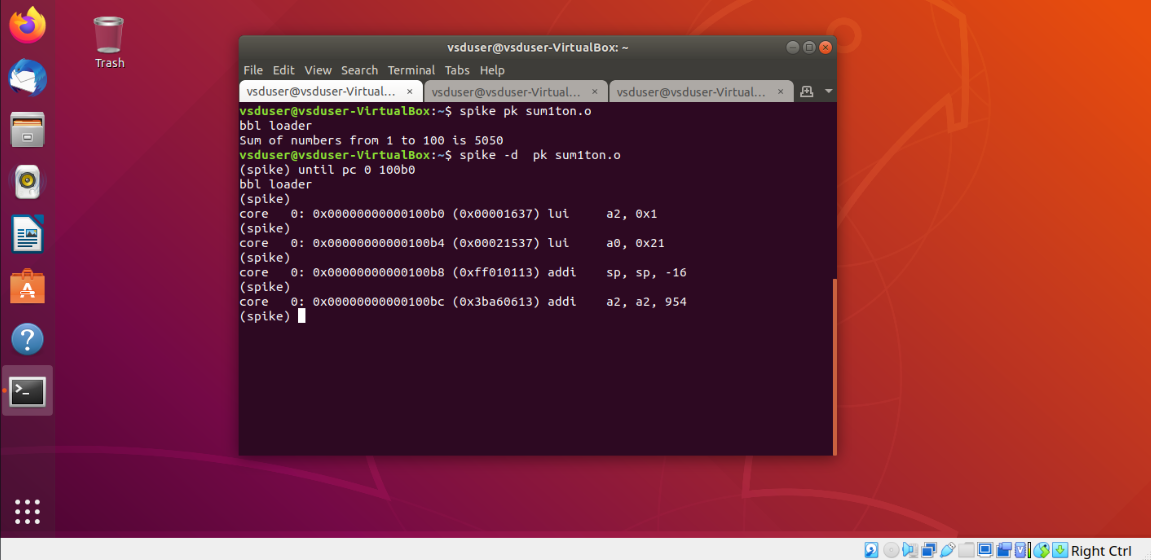 Trash
vsduser@vsduser-VirtualBox: ~
File Edit View Search Terminal Tabs Help
vsduser@vsduser-VirtualBox... × vsduser@vsduser-VirtualBox... × vsduser@vsduser-VirtualBox... ×
vsduser@vsduser-VirtualBox:~$ spike pk sum1ton.o
bbl loader
Sum of numbers from 1 to 100 is 5050
vsduser@vsduser-VirtualBox:~$ spike -d  pk sum1ton.o
(spike) until pc 0 100b0
bbl loader
(spike)
core   0: 0x00000000000100b0 (0x00001637) lui     a2, 0x1
(spike)
core   0: 0x00000000000100b4 (0x00021537) lui     a0, 0x21
(spike)
core   0: 0x00000000000100b8 (0xff010113) addi    sp, sp, -16
(spike)
core   0: 0x00000000000100bc (0x3ba60613) addi    a2, a2, 954
(spike)
Right Ctrl